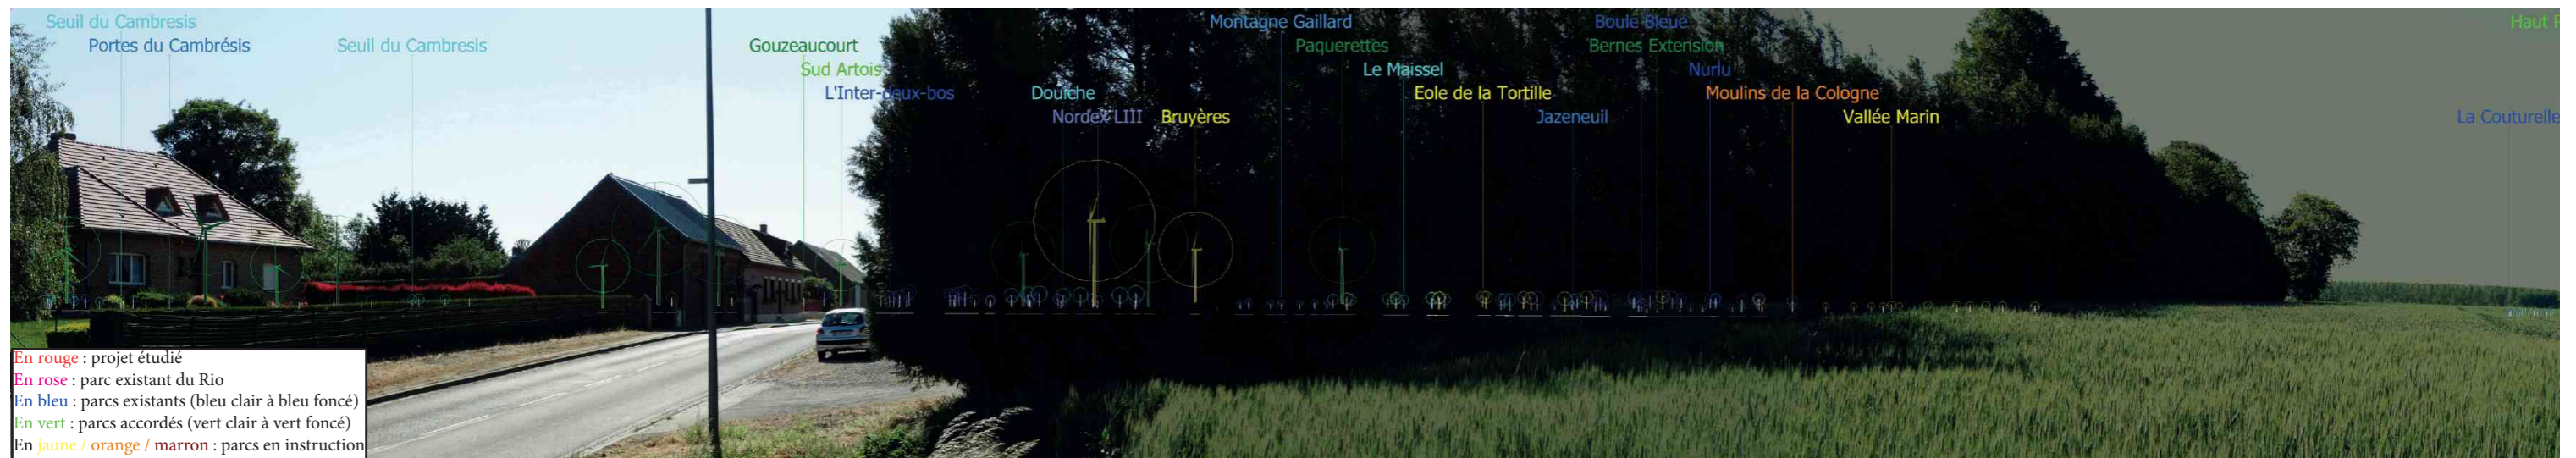 Seuil du Cambresis
Montagne Gaillard
Boule Bleue
Haut
Portes du Cambrésis
Seuil du Cambresis
Gouzeaucourt
Paquerettes
Bernes Extension
Sud Artois
Le Maissel
Nurlu
L'Inter-deux-bos
Douiche
Eole de la Tortille
Moulins de la Cologne
Nordex LIII
Bruyères
Jazeneuil
Vallée Marin
La Couturelle
En rouge : projet étudié
En rose : parc existant du Rio
En bleu : parcs existants (bleu clair à bleu foncé)
En vert : parcs accordés (vert clair à vert foncé)
En jaune / orange / marron : parcs en instruction